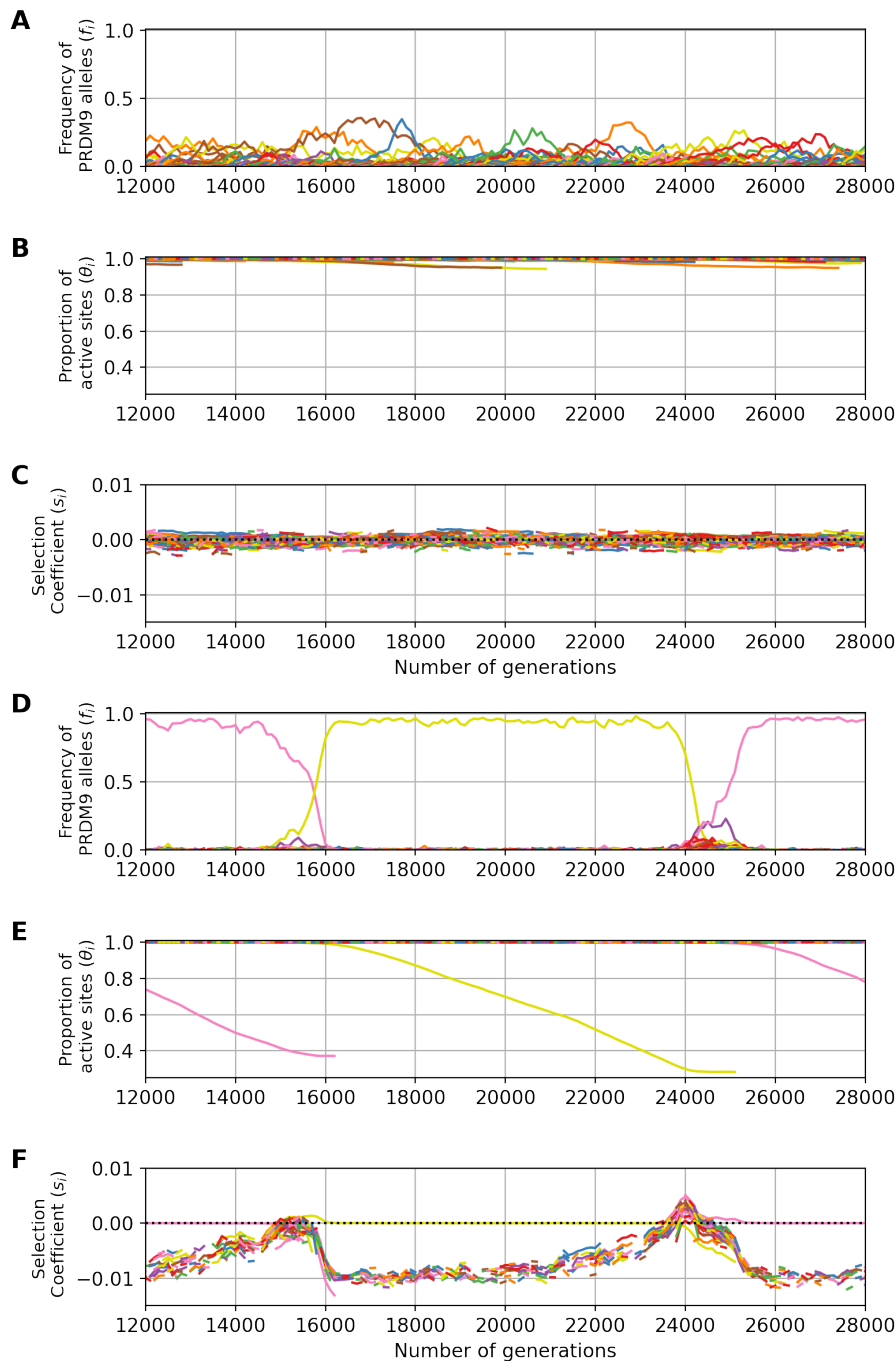 A
Frequency of
PRDM9 alleles (fi)
1.0
0.5
0.0
12000 14000 16000 18000 20000 22000 24000 26000 28000
B
Proportion of
active sites (θi)
1.0
0.8
0.6
0.4
12000 14000 16000 18000 20000 22000 24000 26000 28000
C
Selection
Coefficient (si)
0.01
0.00
−0.01
12000 14000 16000 18000 20000 22000 24000 26000 28000
Number of generations
D
Frequency of
PRDM9 alleles (fi)
1.0
0.5
0.0
12000 14000 16000 18000 20000 22000 24000 26000 28000
E
Proportion of
active sites (θi)
1.0
0.8
0.6
0.4
12000 14000 16000 18000 20000 22000 24000 26000 28000
F
Selection
Coefficient (si)
0.01
0.00
−0.01
12000 14000 16000 18000 20000 22000 24000 26000 28000
Number of generations